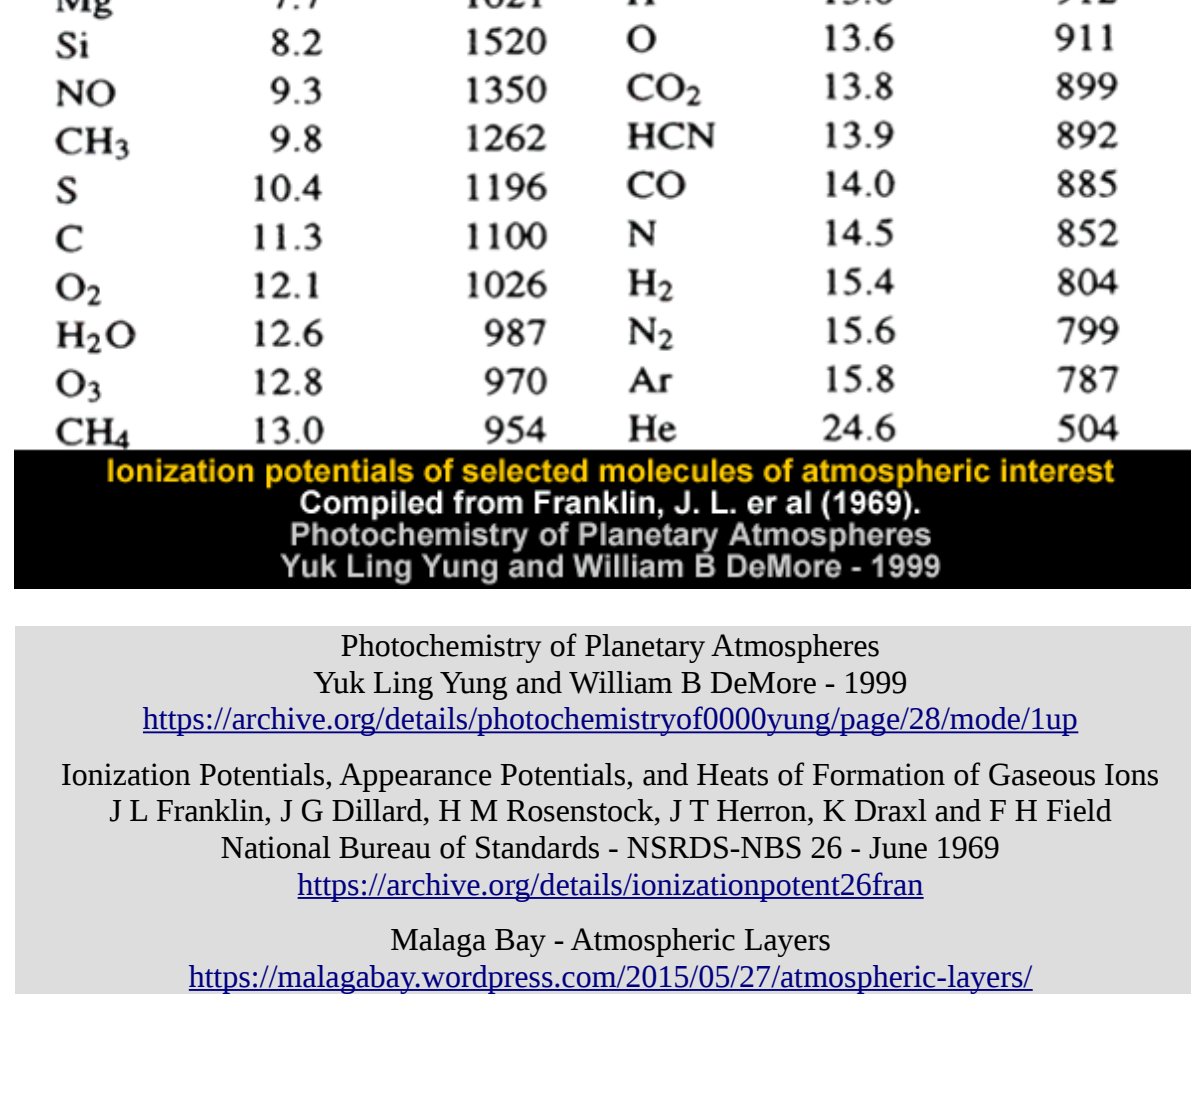 Mg 7.7 1621 H 13.6 912
Si 8.2 1520 O 13.6 911
NO 9.3 1350 CO₂ 13.8 899
CH₃ 9.8 1262 HCN 13.9 892
S 10.4 1196 CO 14.0 885
C 11.3 1100 N 14.5 852
O₂ 12.1 1026 H₂ 15.4 804
H₂O 12.6 987 N₂ 15.6 799
O₃ 12.8 970 Ar 15.8 787
CH₄ 13.0 954 He 24.6 504
Ionization potentials of selected molecules of atmospheric interest
Compiled from Franklin, J. L. er al (1969).
Photochemistry of Planetary Atmospheres
Yuk Ling Yung and William B DeMore - 1999
Photochemistry of Planetary Atmospheres
Yuk Ling Yung and William B DeMore - 1999
https://archive.org/details/photochemistryof0000yung/page/28/mode/1up
Ionization Potentials, Appearance Potentials, and Heats of Formation of Gaseous Ions
J L Franklin, J G Dillard, H M Rosenstock, J T Herron, K Draxl and F H Field
National Bureau of Standards - NSRDS-NBS 26 - June 1969
https://archive.org/details/ionizationpotent26fran
Malaga Bay - Atmospheric Layers
https://malagabay.wordpress.com/2015/05/27/atmospheric-layers/